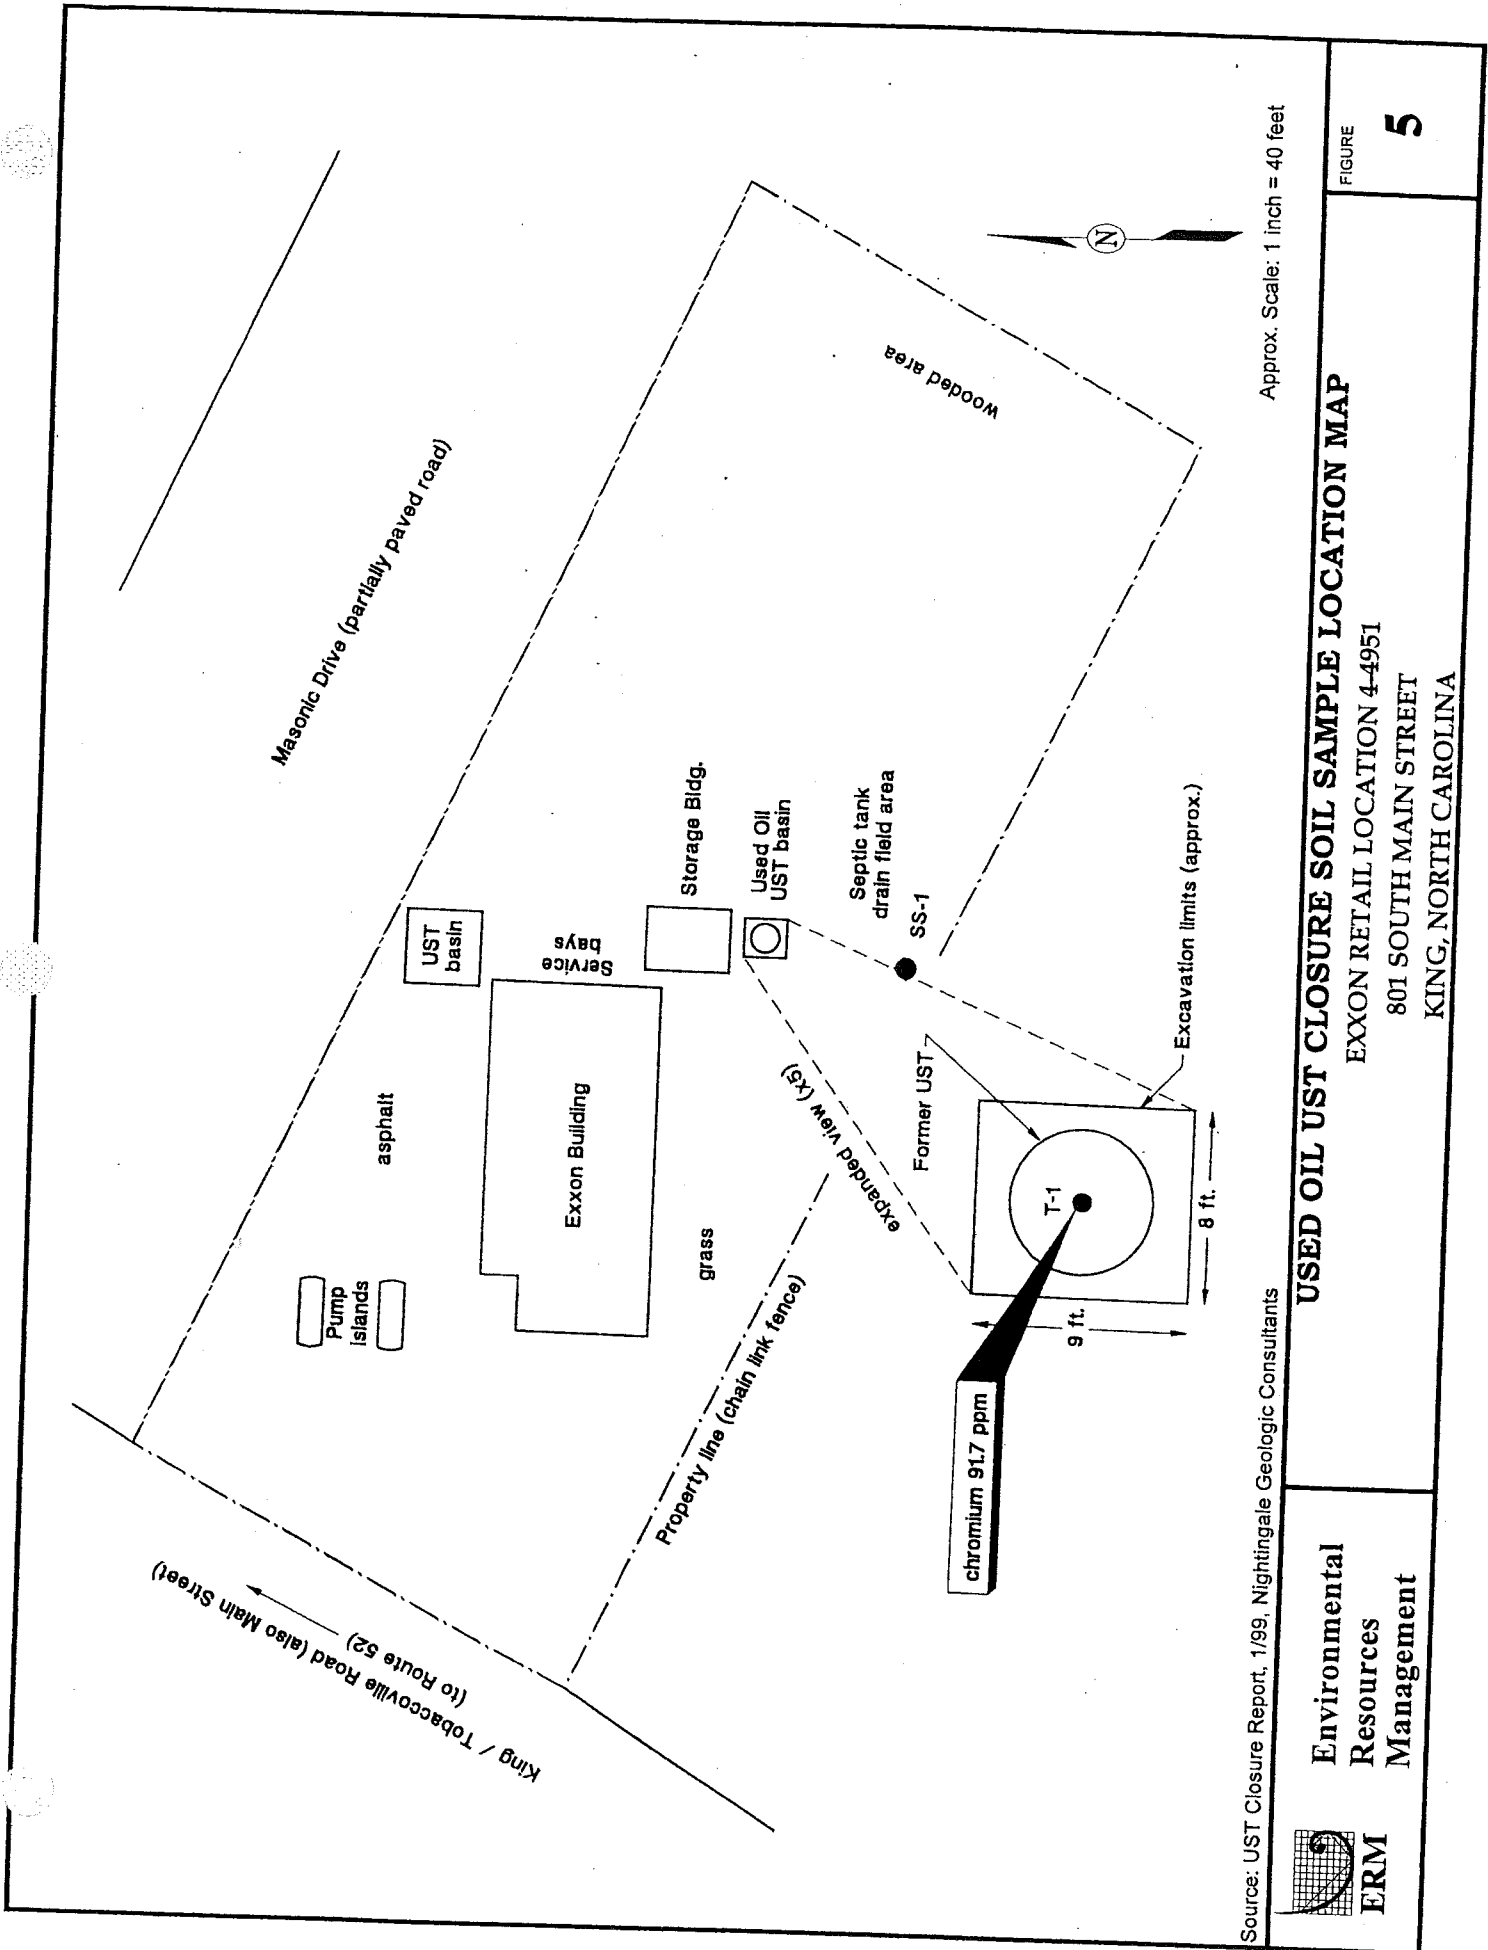 King / Tobaccoville Road (also Main Street)
(to Route 52)
Masonic Drive (partially paved road)
Pump
Islands
asphalt
UST
basin
Exxon Building
Service
bays
Storage Bldg.
Used Oil
UST basin
grass
Property line (chain link fence)
expanded view (x5)
Septic tank
drain field area
SS-1
wooded area
Former UST
T-1
chromium 91.7 ppm
9 ft.
8 ft.
Excavation limits (approx.)
N
Approx. Scale: 1 inch = 40 feet
Source: UST Closure Report, 1/99, Nightingale Geologic Consultants
ERM
Environmental
Resources
Management
USED OIL UST CLOSURE SOIL SAMPLE LOCATION MAP
EXXON RETAIL LOCATION 4-4951
801 SOUTH MAIN STREET
KING, NORTH CAROLINA
FIGURE
5